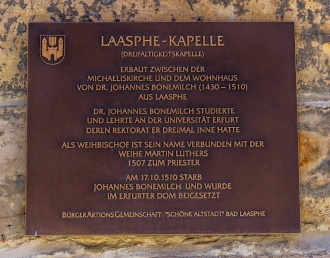 LAASPHE-KAPELLE
(DREIFALTIGKEITSKAPELLE)
ERBAUT ZWISCHEN DER
MICHAELISKIRCHE UND DEM WOHNHAUS
VON DR. JOHANNES BONEMILCH (1430 – 1510)
AUS LAASPHE
DR. JOHANNES BONEMILCH STUDIERTE
UND LEHRTE AN DER UNIVERSITÄT ERFURT
DEREN REKTORAT ER DREIMAL INNE HATTE
ALS WEIHBISCHOF IST SEIN NAME VERBUNDEN MIT DER
WEIHE MARTIN LUTHERS
1507 ZUM PRIESTER
AM 17.10.1510 STARB
JOHANNES BONEMILCH UND WURDE
IM ERFURTER DOM BEIGESETZT
BÜRGERAKTIONSGEMEINSCHAFT "SCHÖNE ALTSTADT" BAD LAASPHE